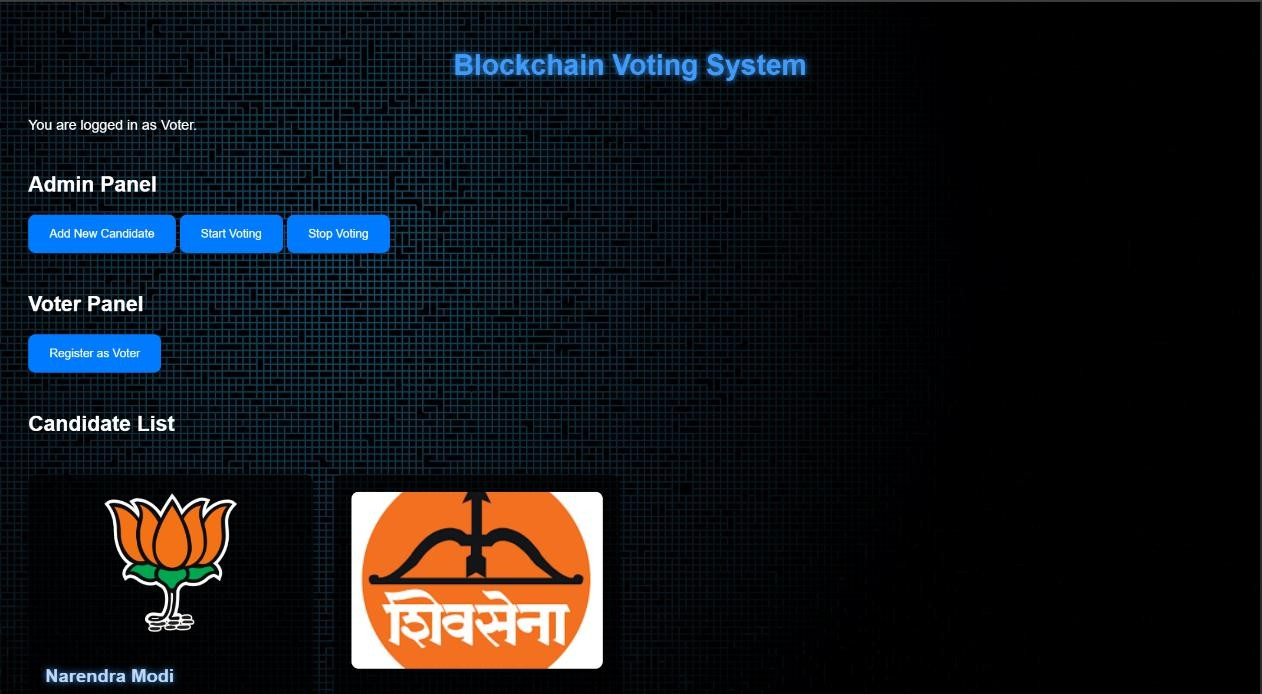 Blockchain Voting System
You are logged in as Voter.
Admin Panel
Add New Candidate Start Voting Stop Voting
Voter Panel
Register as Voter
Candidate List
शिवसेना
Narendra Modi